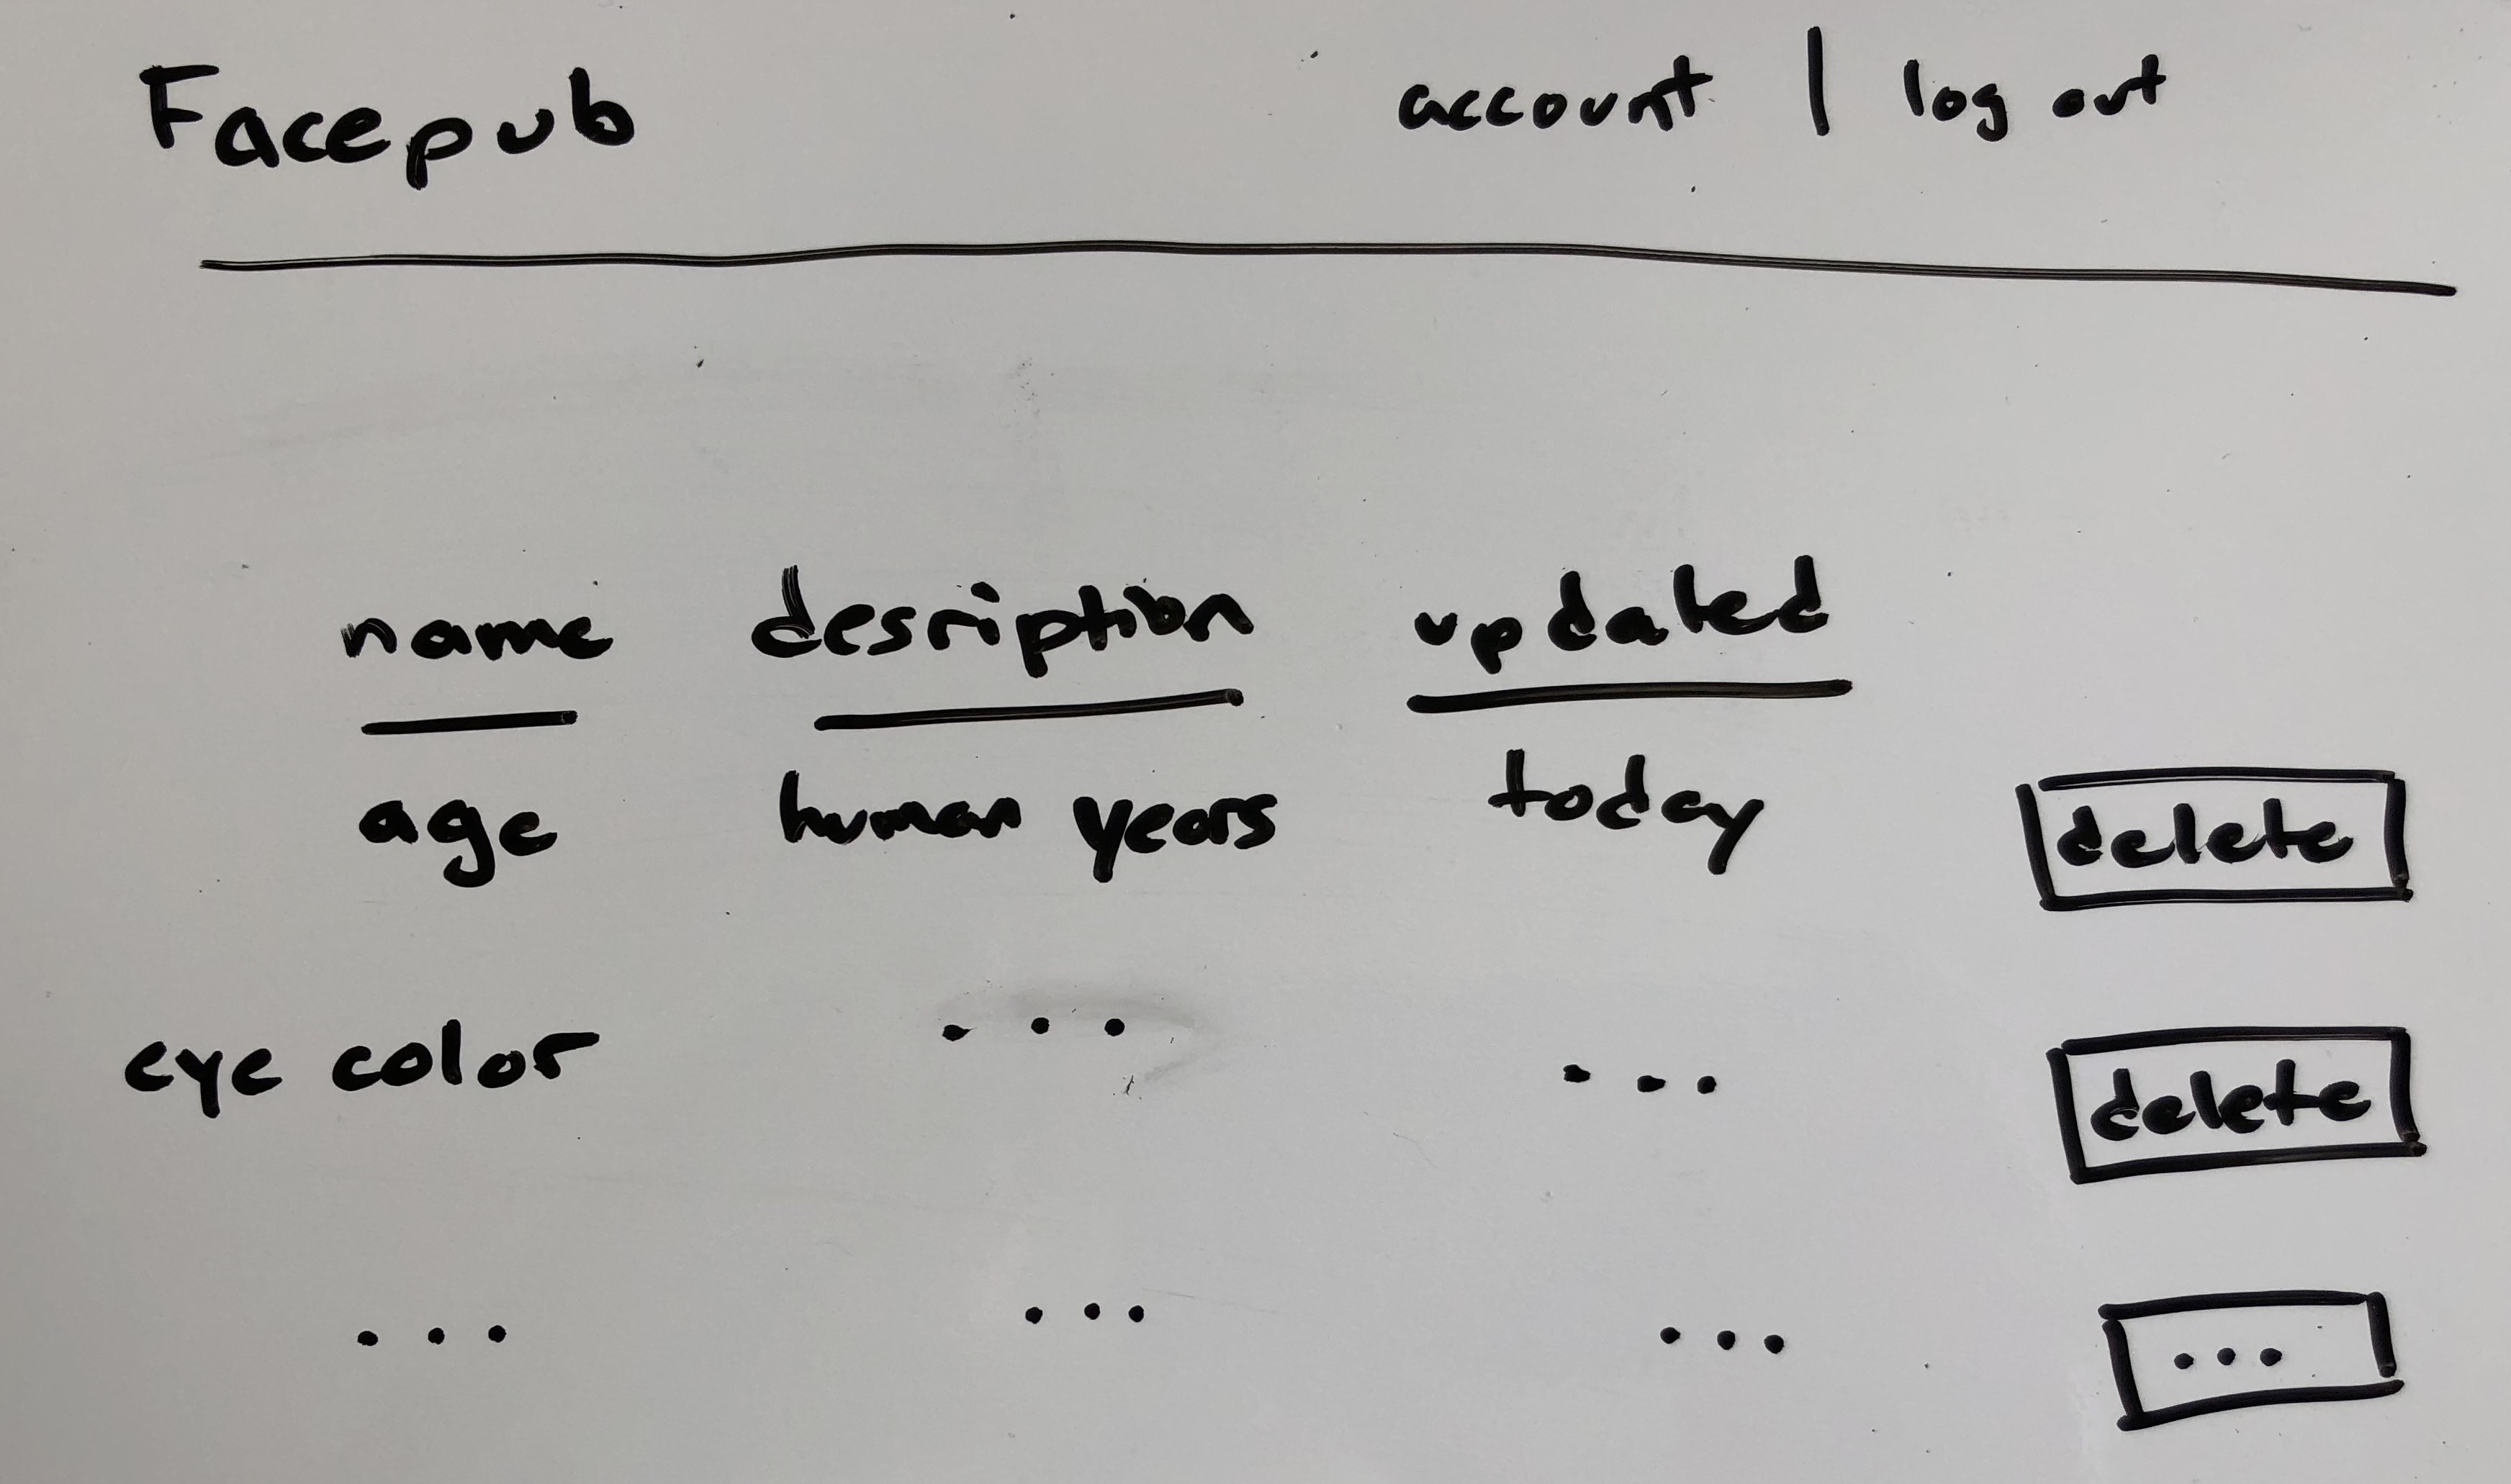 Facepub account | log out
name desription updated
age human years today delete
eye color ... ... delete
... ... ... ...